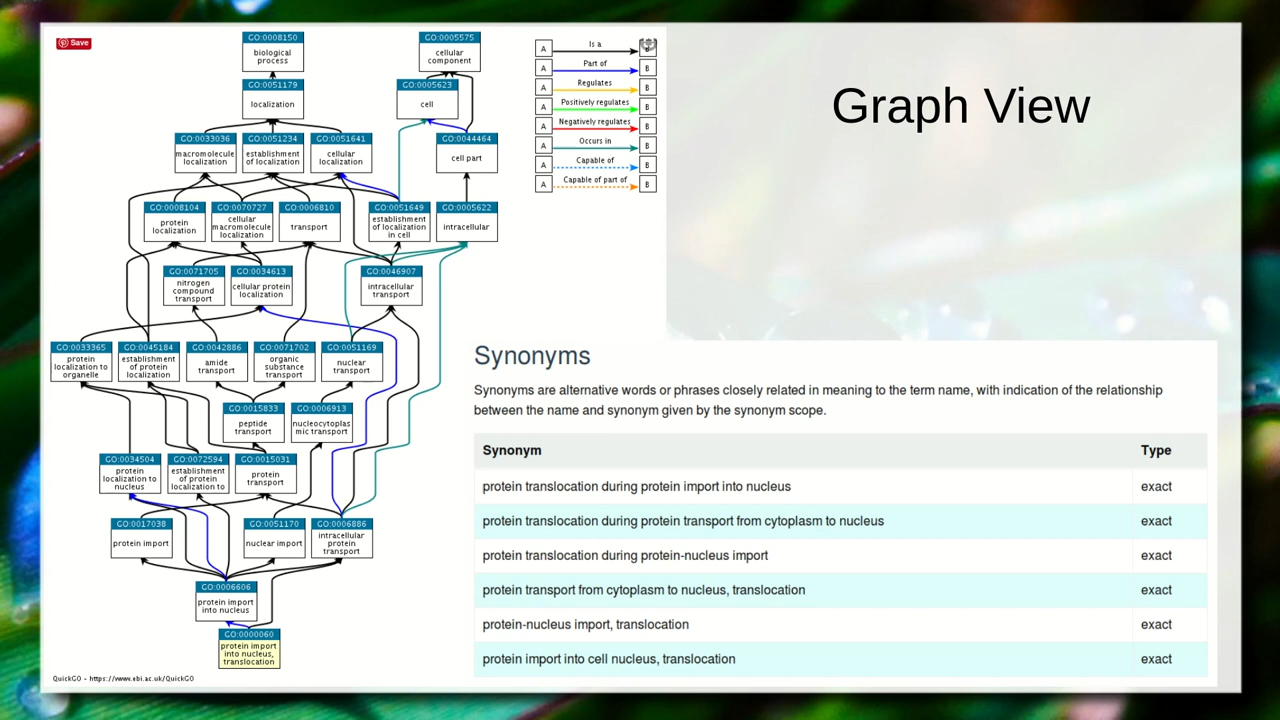 Save
GO:0008150
biological
process
GO:0005575
cellular
component
A Is a
A Part of B
A Regulates B
A Positively regulates B
A Negatively regulates B
A Occurs in B
A Capable of B
A Capable of part of B
Graph View
GO:0051179
localization
GO:0005623
cell
GO:0033036
macromolecule
localization
GO:0051234
establishment
of localization
GO:0051641
cellular
localization
GO:0044464
cell part
GO:0008104
protein
localization
GO:0070727
cellular
macromolecule
localization
GO:0006810
transport
GO:0051649
establishment
of localization
in cell
GO:0005622
intracellular
GO:0071705
nitrogen
compound
transport
GO:0034613
cellular protein
localization
GO:0046907
intracellular
transport
GO:0033365
protein
localization to
organelle
GO:0045184
establishment
of protein
localization
GO:0042886
amide
transport
GO:0071702
organic
substance
transport
GO:0051169
nuclear
transport
GO:0015833
peptide
transport
GO:0006913
nucleocytoplas
mic transport
GO:0034504
protein
localization to
nucleus
GO:0072594
establishment
of protein
localization to
GO:0015031
protein
transport
GO:0017038
protein import
GO:0051170
nuclear import
GO:0006886
intracellular
protein
transport
GO:0006606
protein import
into nucleus
GO:0000060
protein import
into nucleus,
translocation
QuickGO - https://www.ebi.ac.uk/QuickGO
Synonyms
Synonyms are alternative words or phrases closely related in meaning to the term name, with indication of the relationship
between the name and synonym given by the synonym scope.
Synonym Type
protein translocation during protein import into nucleus exact
protein translocation during protein transport from cytoplasm to nucleus exact
protein translocation during protein-nucleus import exact
protein transport from cytoplasm to nucleus, translocation exact
protein-nucleus import, translocation exact
protein import into cell nucleus, translocation exact